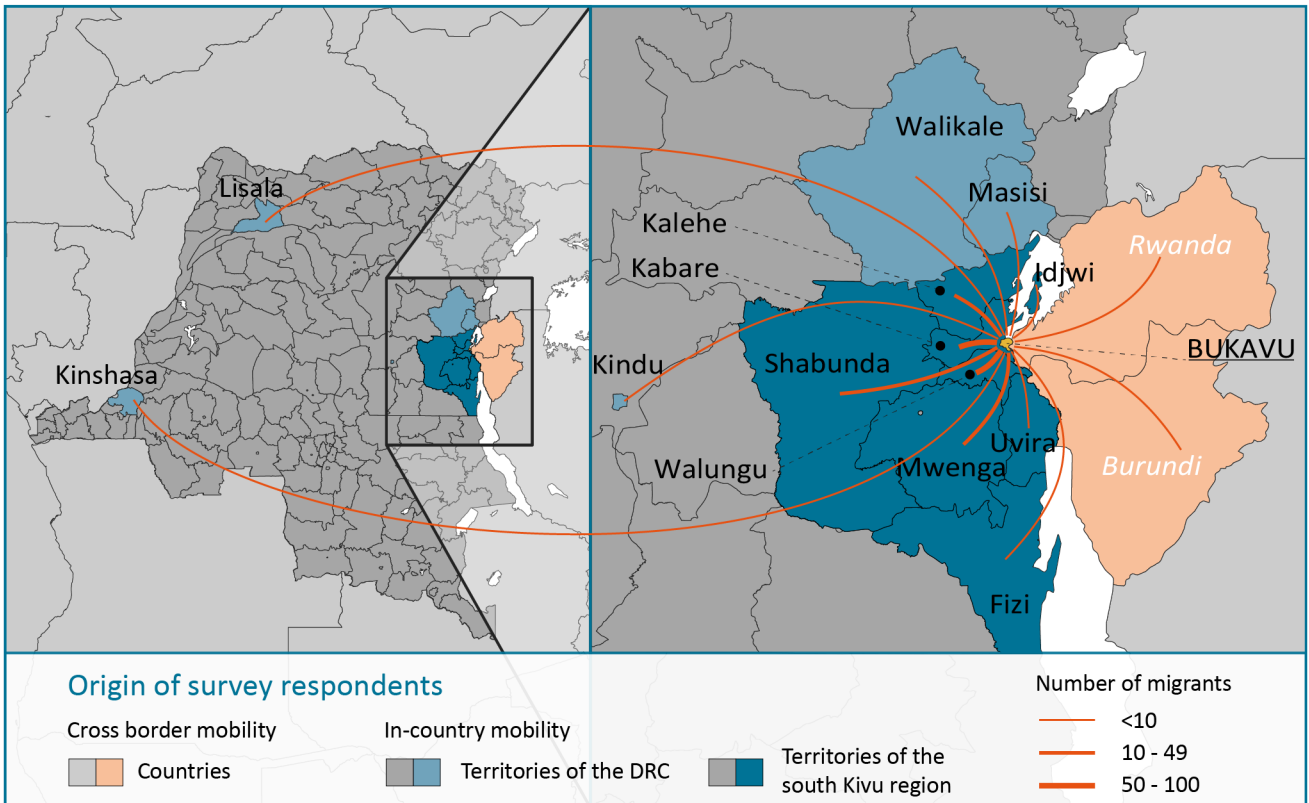 Lisala
Kinshasa
Walikale
Masisi
Kalehe
Kabare
Idjwi
Rwanda
Kindu
Shabunda
BUKAVU
Uvira
Walungu
Mwenga
Burundi
Fizi
Origin of survey respondents
Cross border mobility
Countries
In-country mobility
Territories of the DRC
Territories of the
south Kivu region
Number of migrants
<10
10 - 49
50 - 100